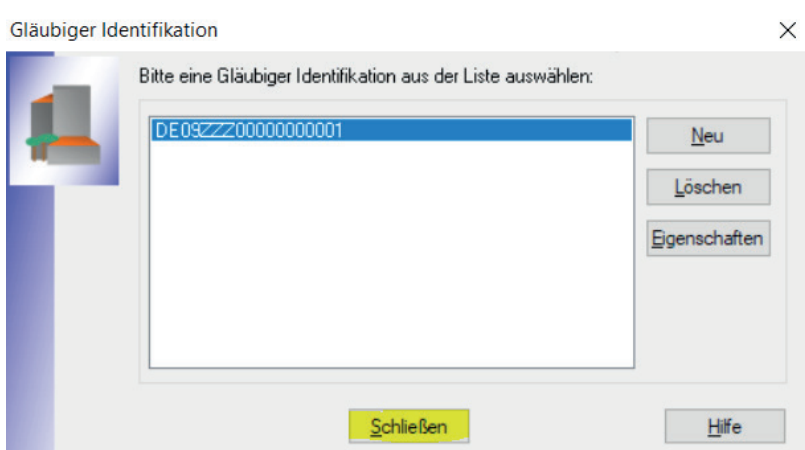 Gläubiger Identifikation
Bitte eine Gläubiger Identifikation aus der Liste auswählen:
DE09ZZZ00000000001
Neu
Löschen
Eigenschaften
Schließen
Hilfe